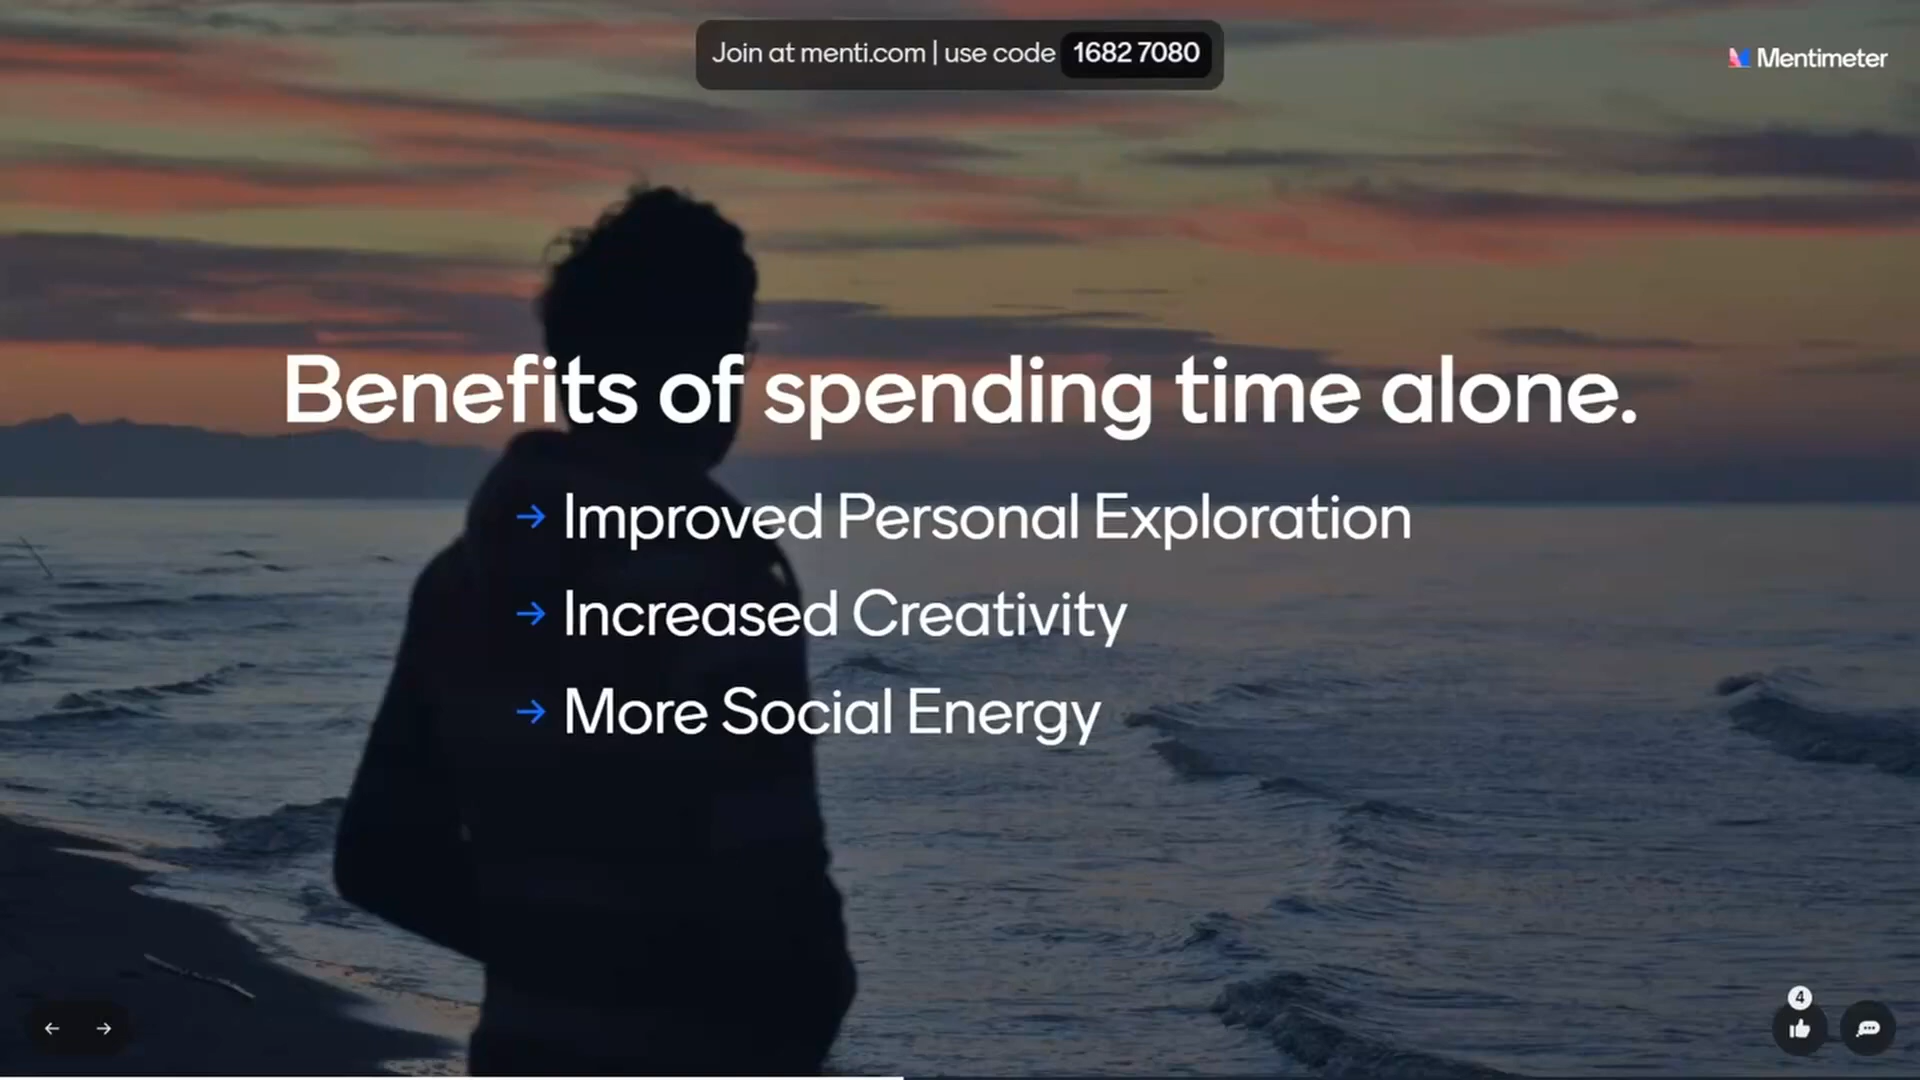 Join at menti.com | use code 1682 7080
Mentimeter
Benefits of spending time alone.
→ Improved Personal Exploration
→ Increased Creativity
→ More Social Energy
4